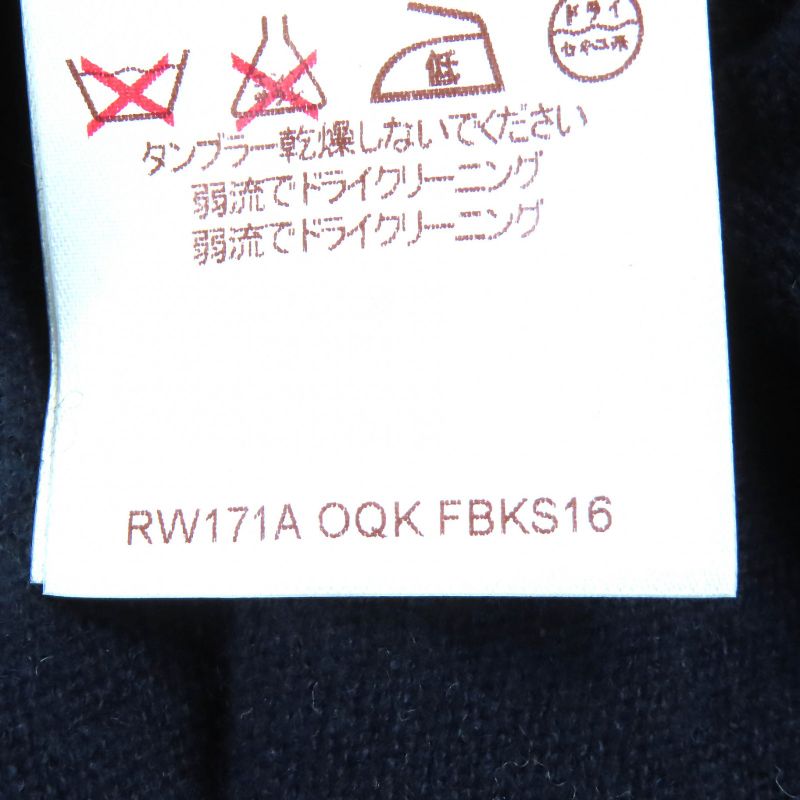 低
ドライ
セキユ系
タンブラー乾燥しないでください
弱流でドライクリーニング
弱流でドライクリーニング
RW171A OQK FBKS16